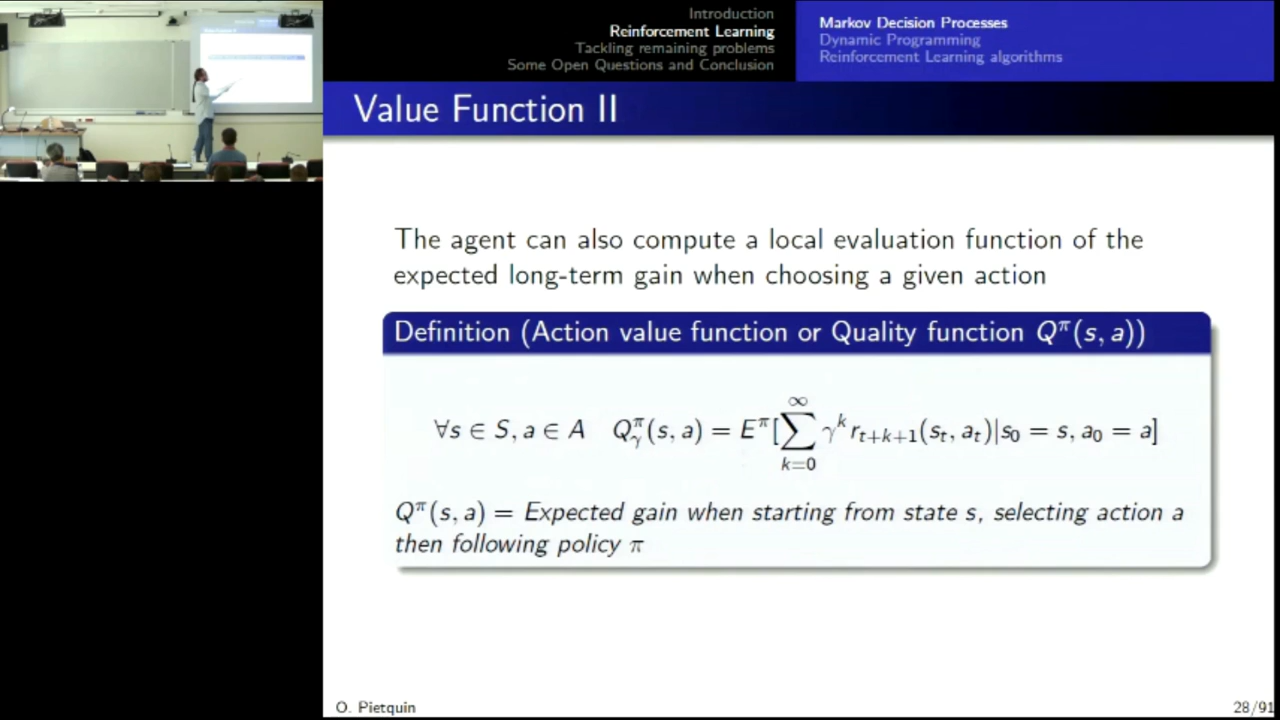 Introduction
Reinforcement Learning
Tackling remaining problems
Some Open Questions and Conclusion
Markov Decision Processes
Dynamic Programming
Reinforcement Learning algorithms
Value Function II
The agent can also compute a local evaluation function of the
expected long-term gain when choosing a given action
Definition (Action value function or Quality function Q^π(s, a))
∀s ∈ S, a ∈ A Q^π_γ(s, a) = E^π[∑_{k=0}^{∞} γ^k r_{t+k+1}(s_t, a_t)|s_0 = s, a_0 = a]
Q^π(s, a) = Expected gain when starting from state s, selecting action a
then following policy π
O. Pietquin
28/91